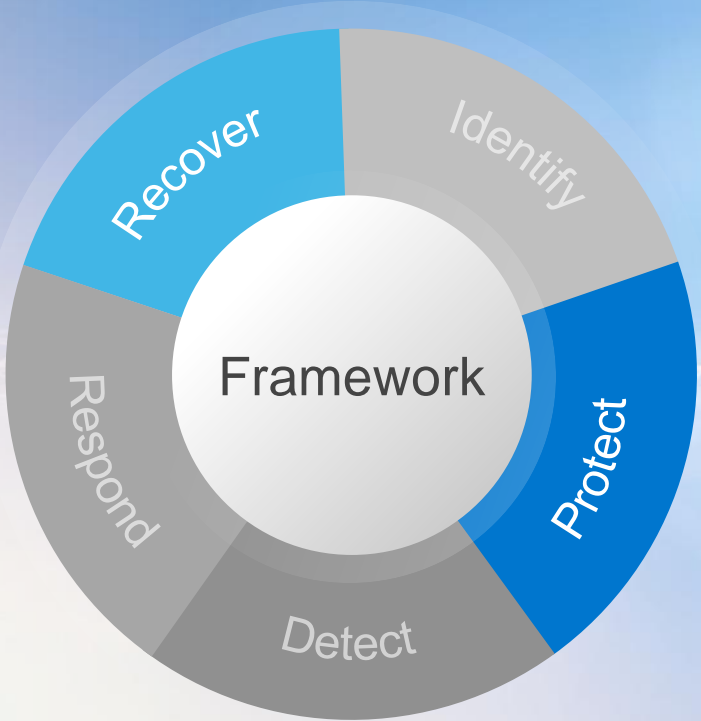 Identify
Protect
Detect
Respond
Recover
Framework